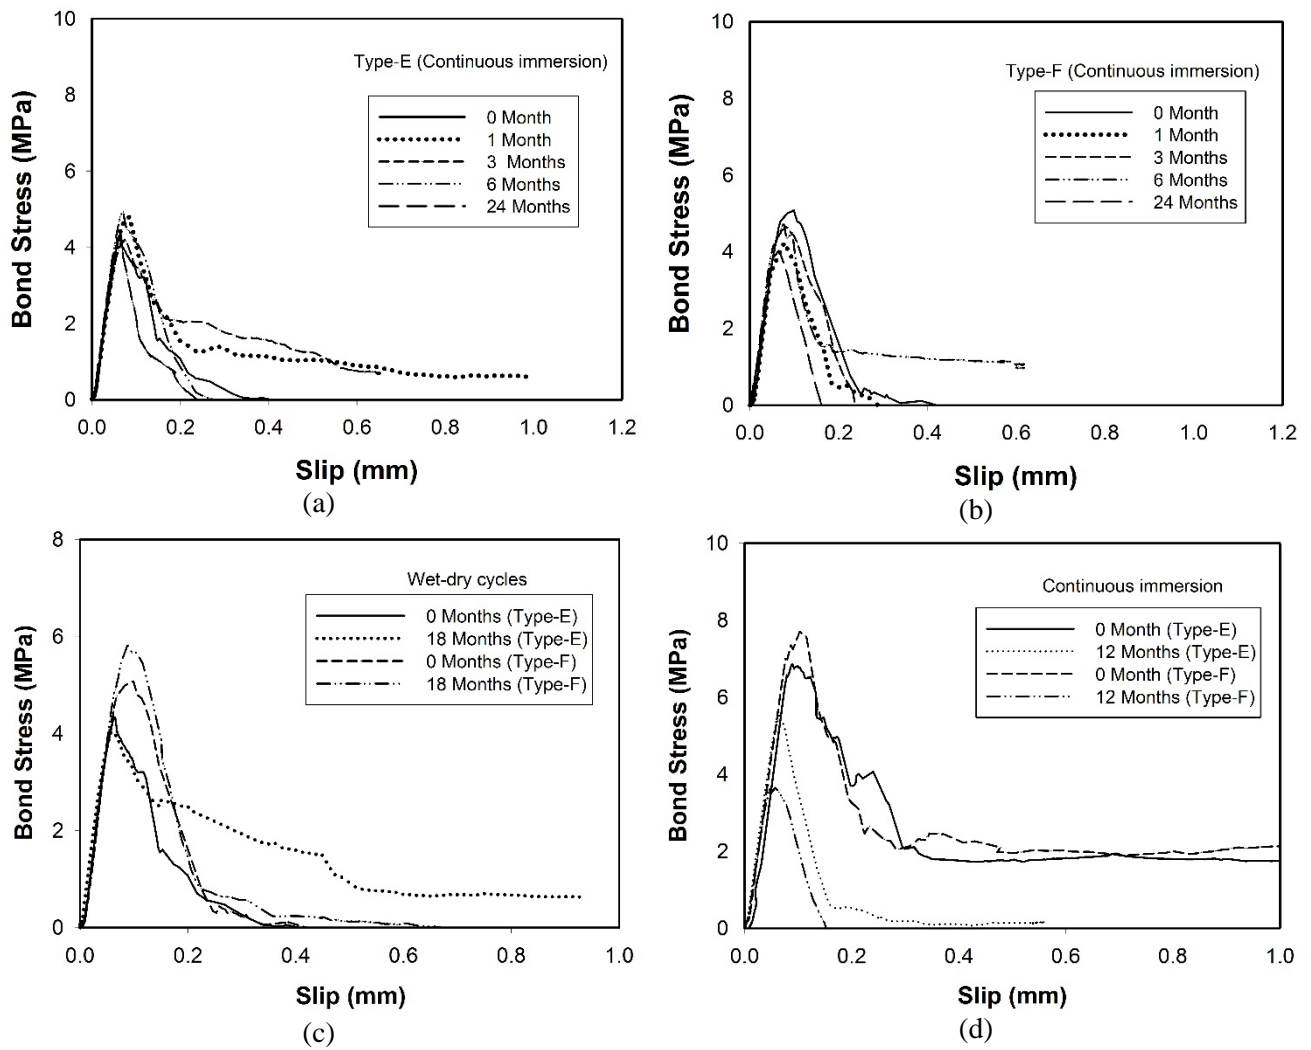 Type-E (Continuous immersion)
0 Month
1 Month
3 Months
6 Months
24 Months
Bond Stress (MPa)
10
8
6
4
2
0
0.0 0.2 0.4 0.6 0.8 1.0 1.2
Slip (mm)
(a)
Type-F (Continuous immersion)
0 Month
1 Month
3 Months
6 Months
24 Months
Bond Stress (MPa)
10
8
6
4
2
0
0.0 0.2 0.4 0.6 0.8 1.0 1.2
Slip (mm)
(b)
Wet-dry cycles
0 Months (Type-E)
18 Months (Type-E)
0 Months (Type-F)
18 Months (Type-F)
Bond Stress (MPa)
8
6
4
2
0
0.0 0.2 0.4 0.6 0.8 1.0
Slip (mm)
(c)
Continuous immersion
0 Month (Type-E)
12 Months (Type-E)
0 Month (Type-F)
12 Months (Type-F)
Bond Stress (MPa)
10
8
6
4
2
0
0.0 0.2 0.4 0.6 0.8 1.0
Slip (mm)
(d)